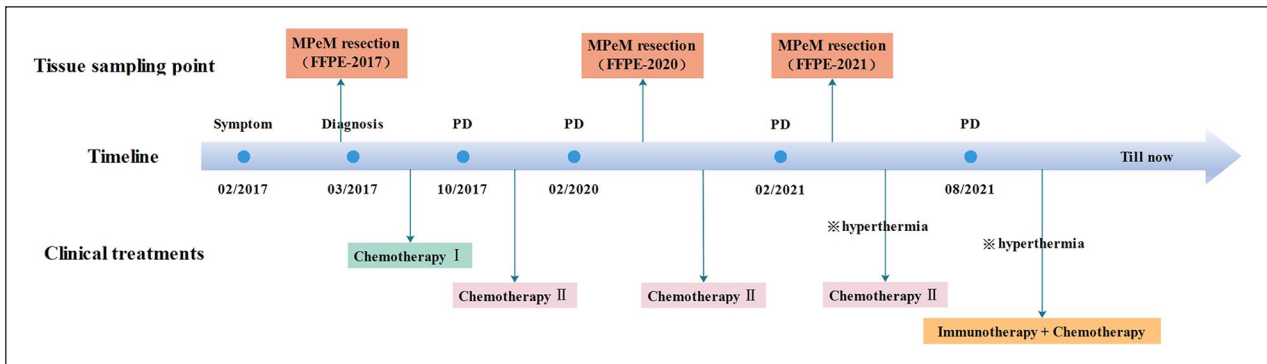 MPeM resection
（FFPE-2017）
MPeM resection
（FFPE-2020）
MPeM resection
（FFPE-2021）
Tissue sampling point
Symptom
Diagnosis
PD
PD
PD
PD
Timeline
Till now
02/2017
03/2017
10/2017
02/2020
02/2021
08/2021
※hyperthermia
※hyperthermia
Clinical treatments
Chemotherapy Ⅰ
Chemotherapy Ⅱ
Chemotherapy Ⅱ
Chemotherapy Ⅱ
Immunotherapy + Chemotherapy